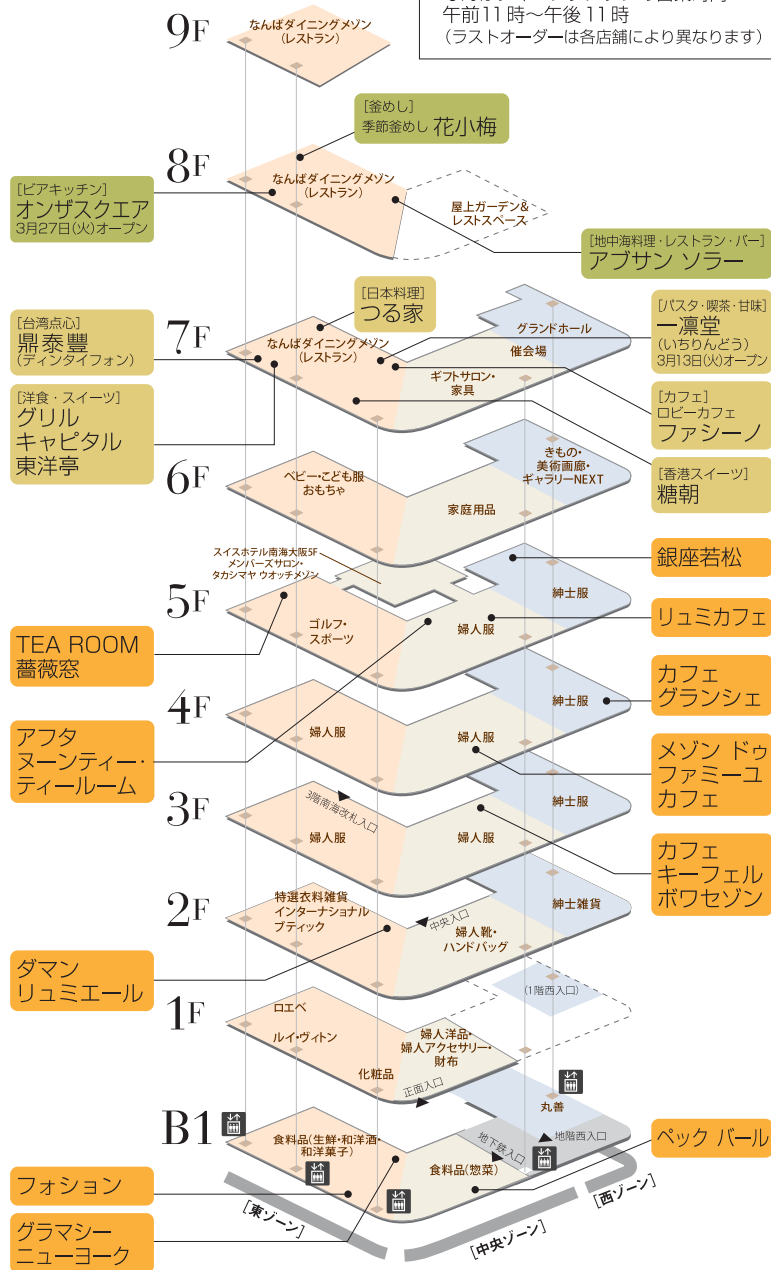 午前11時～午後11時
(ラストオーダーは各店舗により異なります)
9F
なんばダイニングメゾン
(レストラン)
[釜めし]
季節釜めし 花小梅
8F
なんばダイニングメゾン
(レストラン)
屋上ガーデン&
レストスペース
[ビアキッチン]
オンザスクエア
3月27日(火)オープン
[地中海料理・レストラン・バー]
アブサン ソラー
[日本料理]
つる家
7F
なんばダイニングメゾン
(レストラン)
グランドホール
催会場
ギフトサロン・
家具
[台湾点心]
鼎泰豐
(ディンタイフォン)
[洋食・スイーツ]
グリル
キャピタル
東洋亭
[パスタ・喫茶・甘味]
一凛堂
(いちりんどう)
3月13日(火)オープン
[カフェ]
ロビーカフェ
ファシーノ
[香港スイーツ]
糖朝
6F
ベビー・こども服
おもちゃ
家庭用品
きもの・
美術画廊・
ギャラリーNEXT
スイスホテル南海大阪5F
メンバーズサロン・
タカシマヤ ウオッチメゾン
5F
ゴルフ・
スポーツ
婦人服
紳士服
銀座若松
リュミカフェ
TEA ROOM
薔薇窓
アフタ
ヌーンティー・
ティールーム
4F
婦人服
婦人服
紳士服
カフェ
グランシェ
メゾン ドゥ
ファミーユ
カフェ
3F
3階南海改札入口
婦人服
婦人服
紳士服
カフェ
キーフェル
ボワセゾン
2F
特選衣料雑貨
インターナショナル
ブティック
中央入口
婦人靴・
ハンドバッグ
紳士雑貨
ダマン
リュミエール
1F
ロエベ
ルイ・ヴィトン
化粧品
婦人洋品・
婦人アクセサリー・
財布
(1階西入口)
正面入口
B1
食料品(生鮮・和洋酒・
和洋菓子)
食料品(惣菜)
地下鉄入口
丸善
地階西入口
ペック バール
フォション
グラマシー
ニューヨーク
[東ゾーン]
[中央ゾーン]
[西ゾーン]